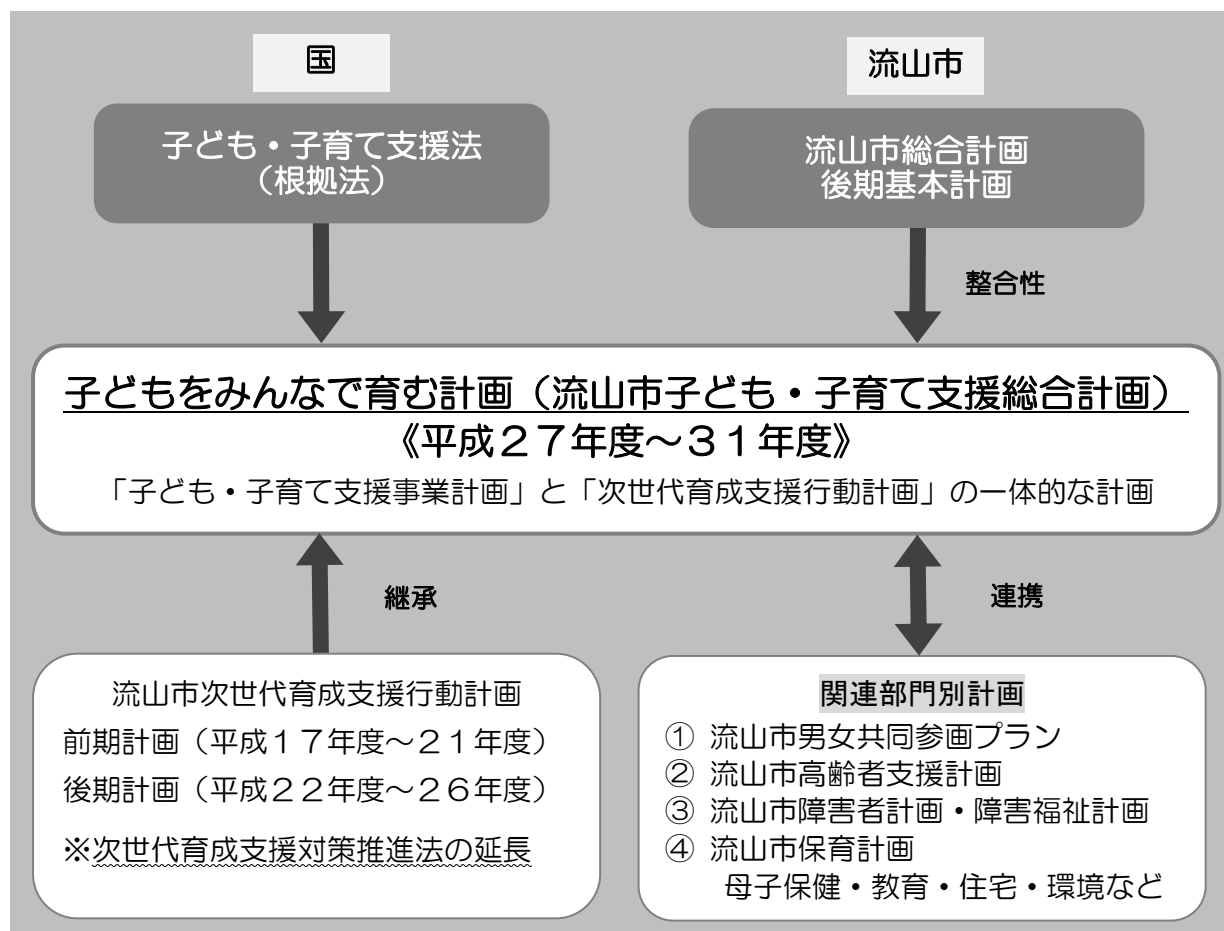 国
子ども・子育て支援法
（根拠法）
流山市
流山市総合計画
後期基本計画
整合性
子どもをみんなで育む計画（流山市子ども・子育て支援総合計画）
《平成２７年度～３１年度》
「子ども・子育て支援事業計画」と「次世代育成支援行動計画」の一体的な計画
継承
連携
流山市次世代育成支援行動計画
前期計画（平成１７年度～２１年度）
後期計画（平成２２年度～２６年度）
※次世代育成支援対策推進法の延長
関連部門別計画
① 流山市男女共同参画プラン
② 流山市高齢者支援計画
③ 流山市障害者計画・障害福祉計画
④ 流山市保育計画
母子保健・教育・住宅・環境など